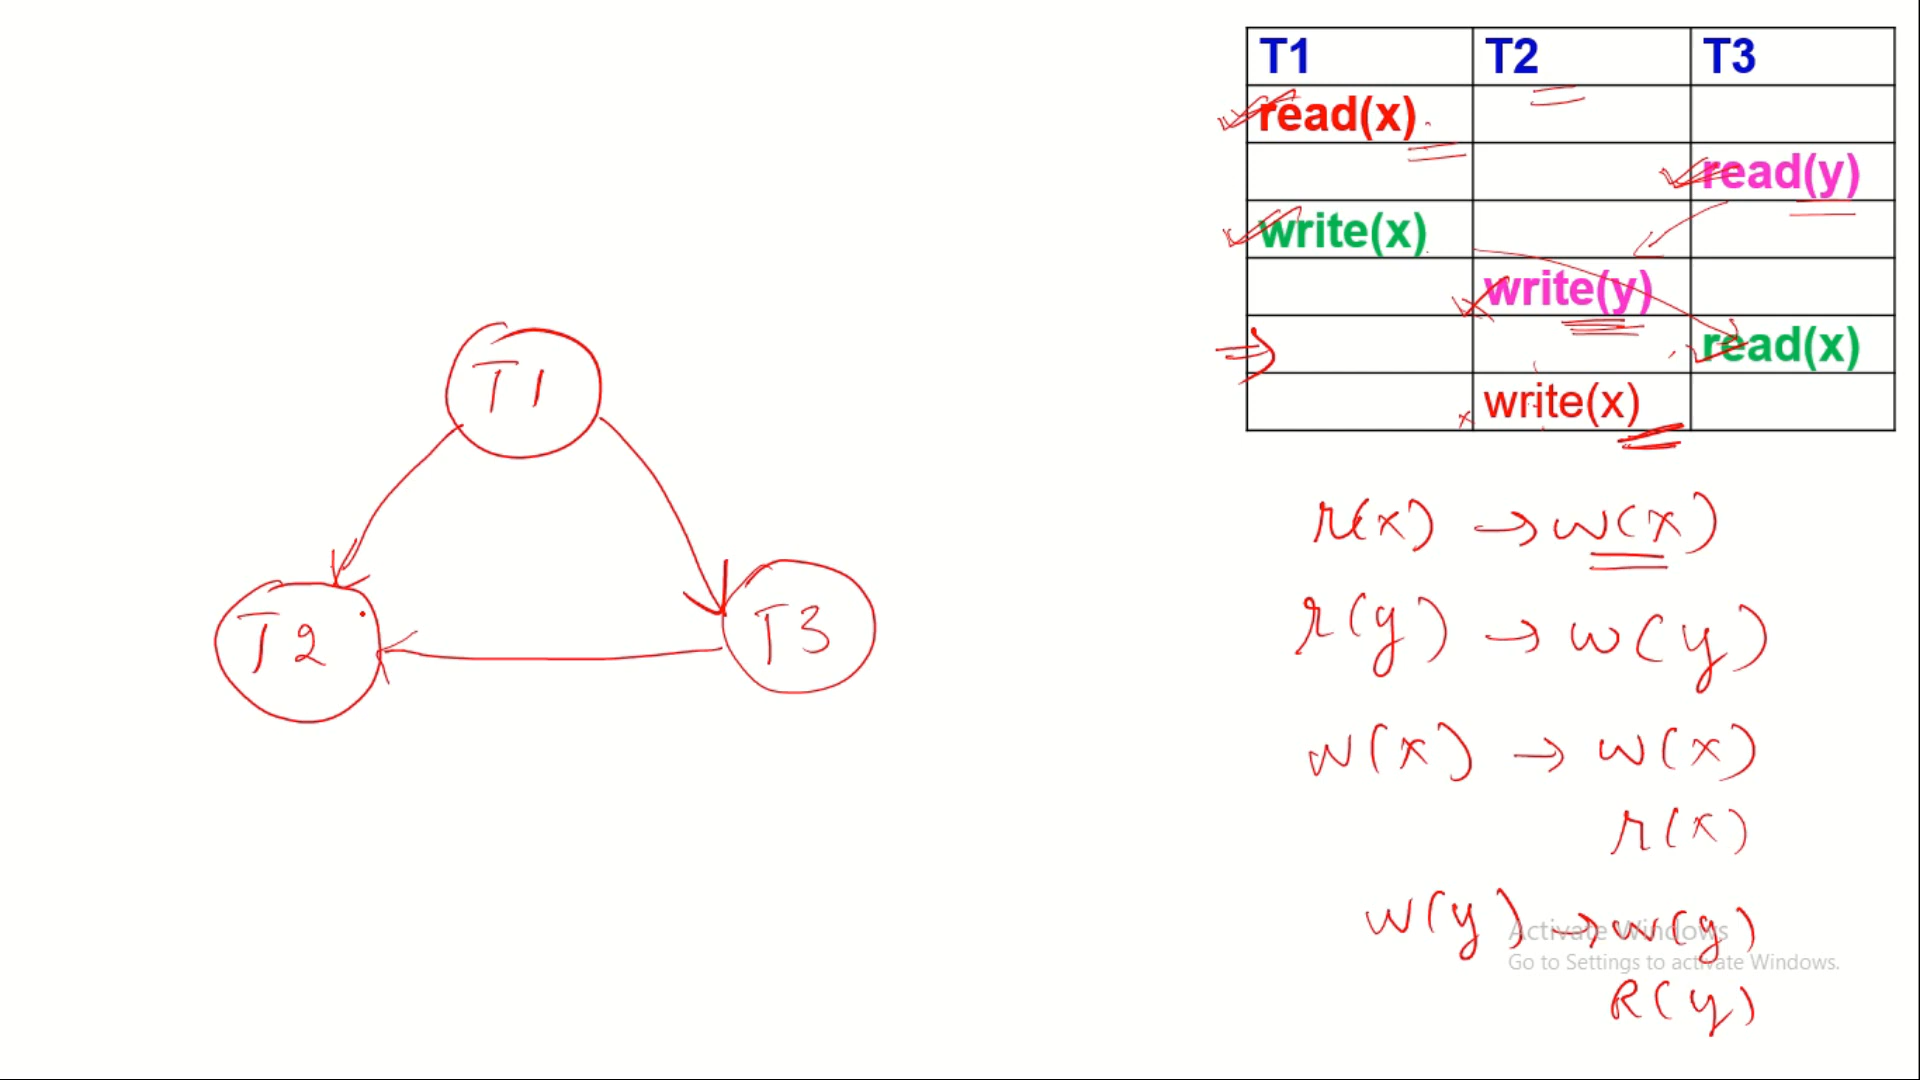 T1 T2 T3
read(x)
read(y)
write(x)
write(y)
read(x)
write(x)
T1
T2
T3
r(x) → w(x)
r(y) → w(y)
w(x) → w(x)
r(x)
w(y) → w(y)
R(y)
Activate Windows
Go to Settings to activate Windows.